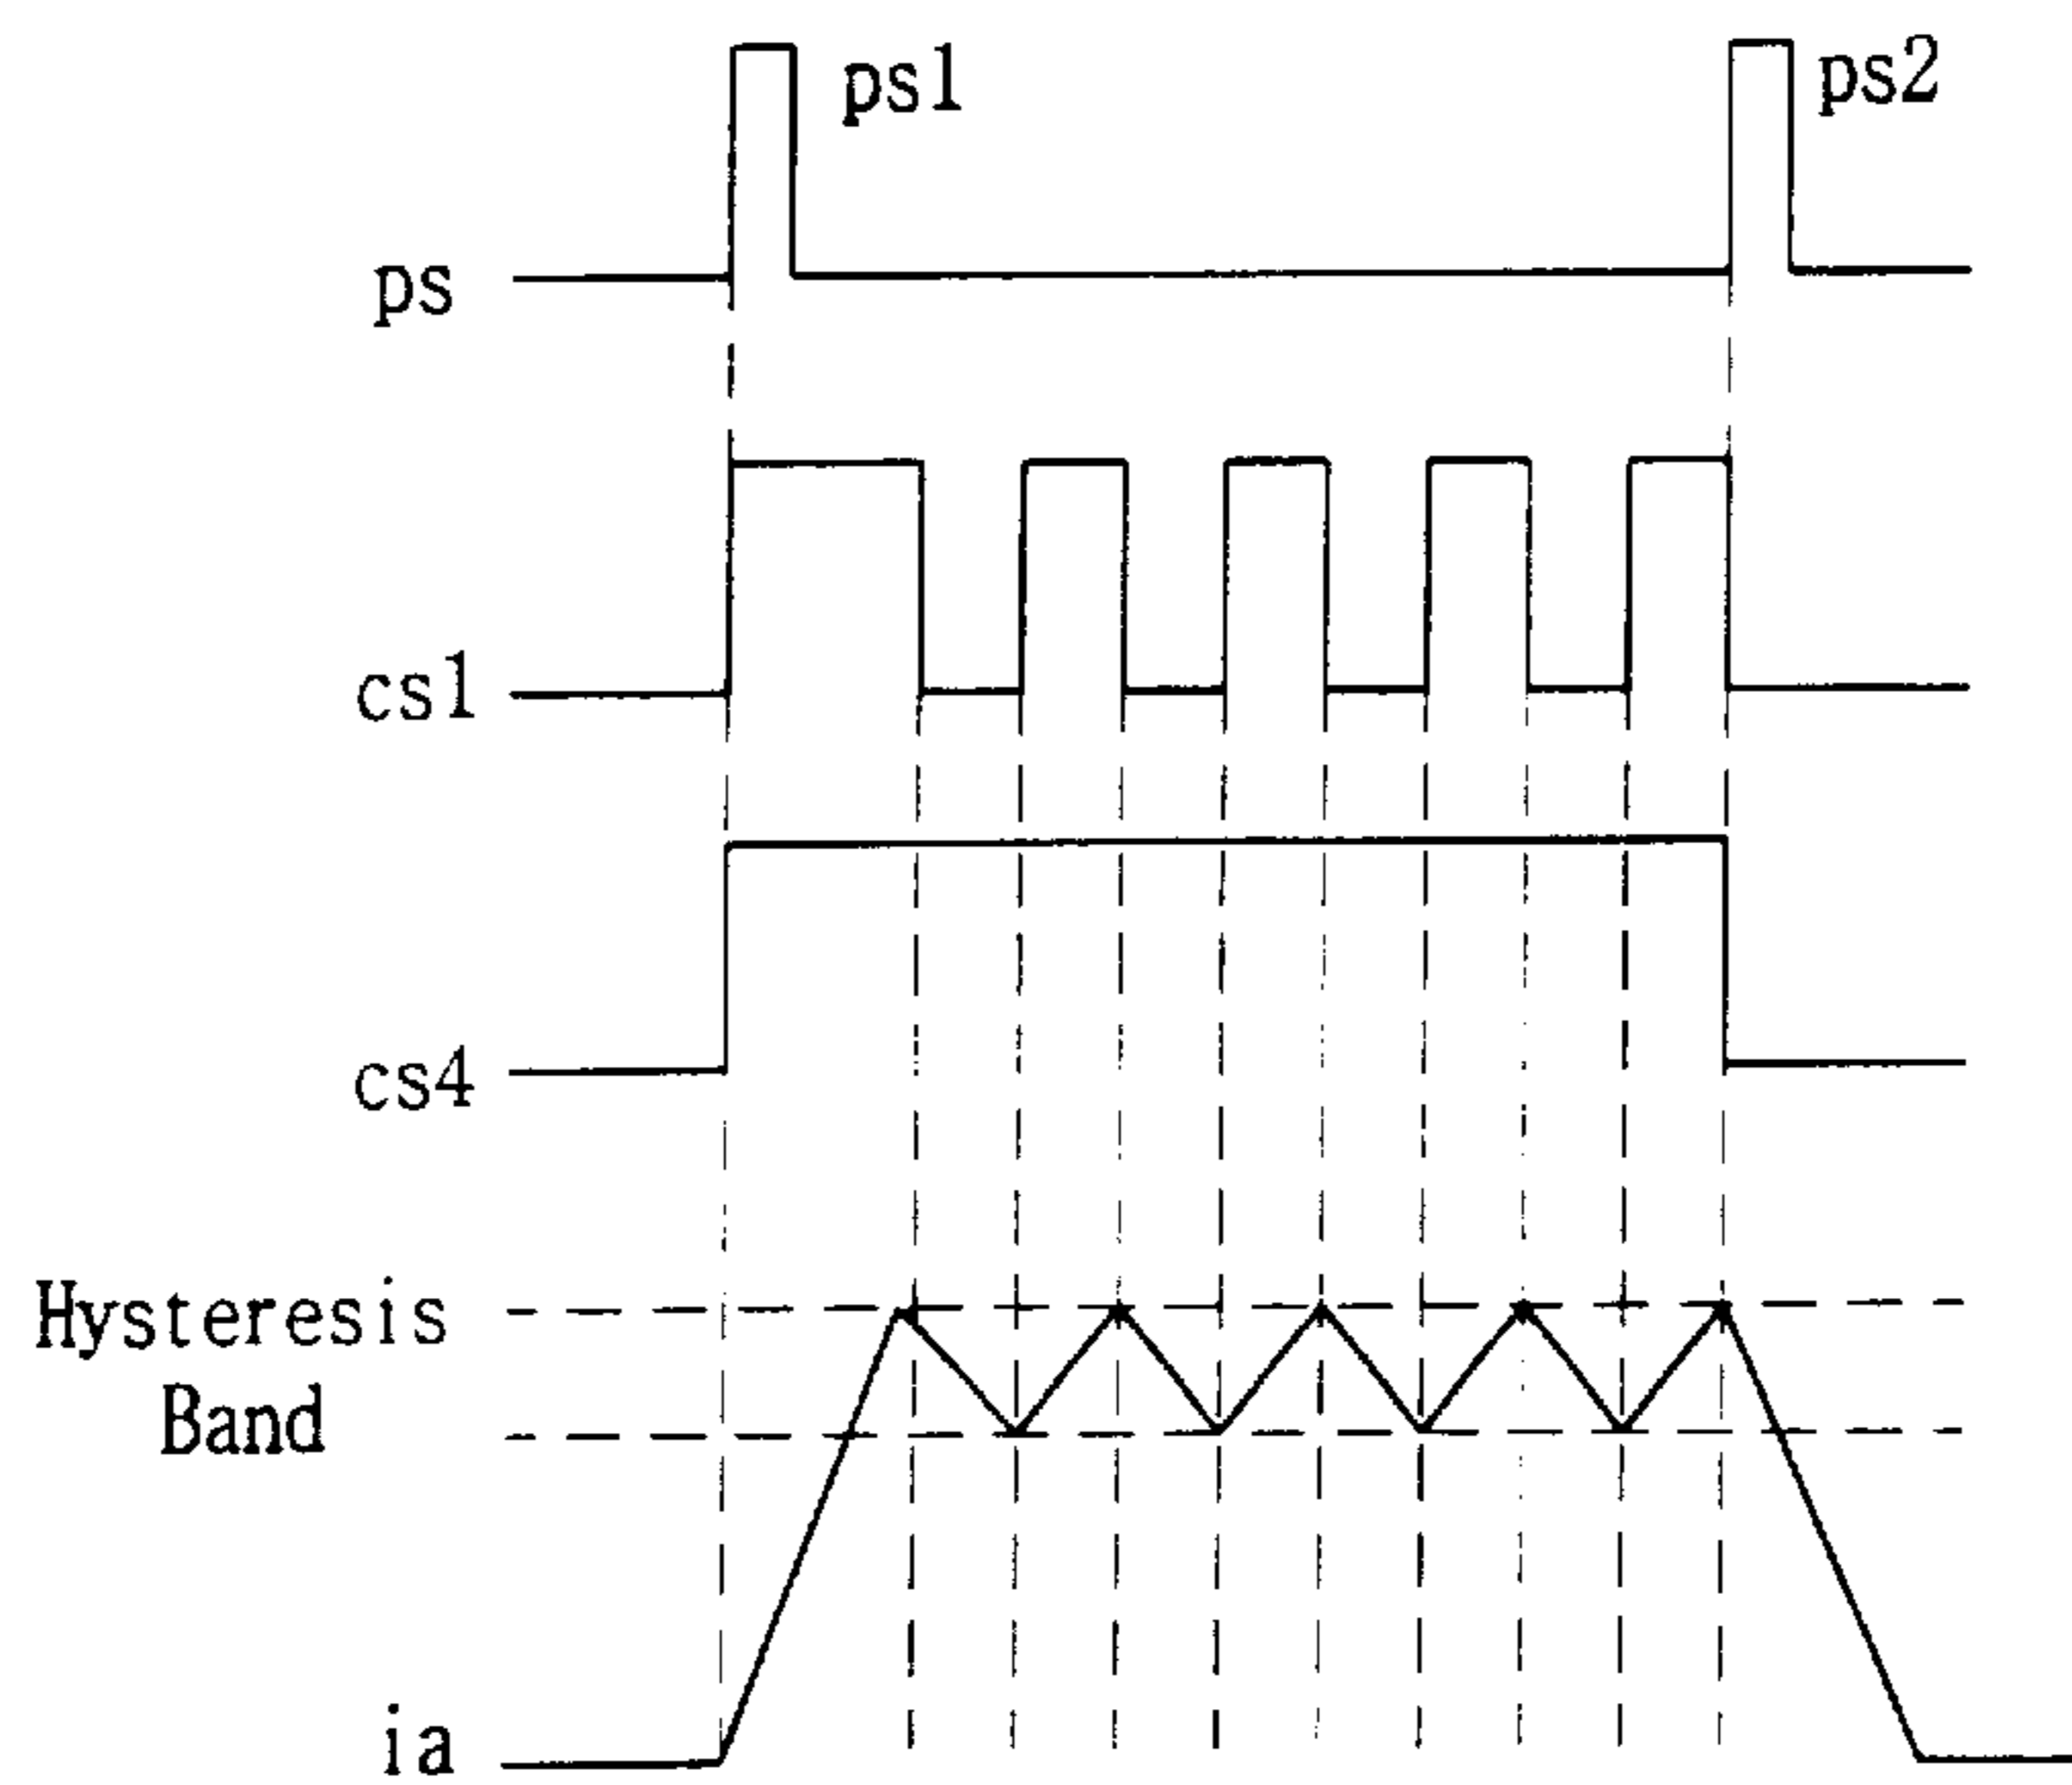 ps1
ps2
ps
cs1
cs4
Hysteresis
Band
ia